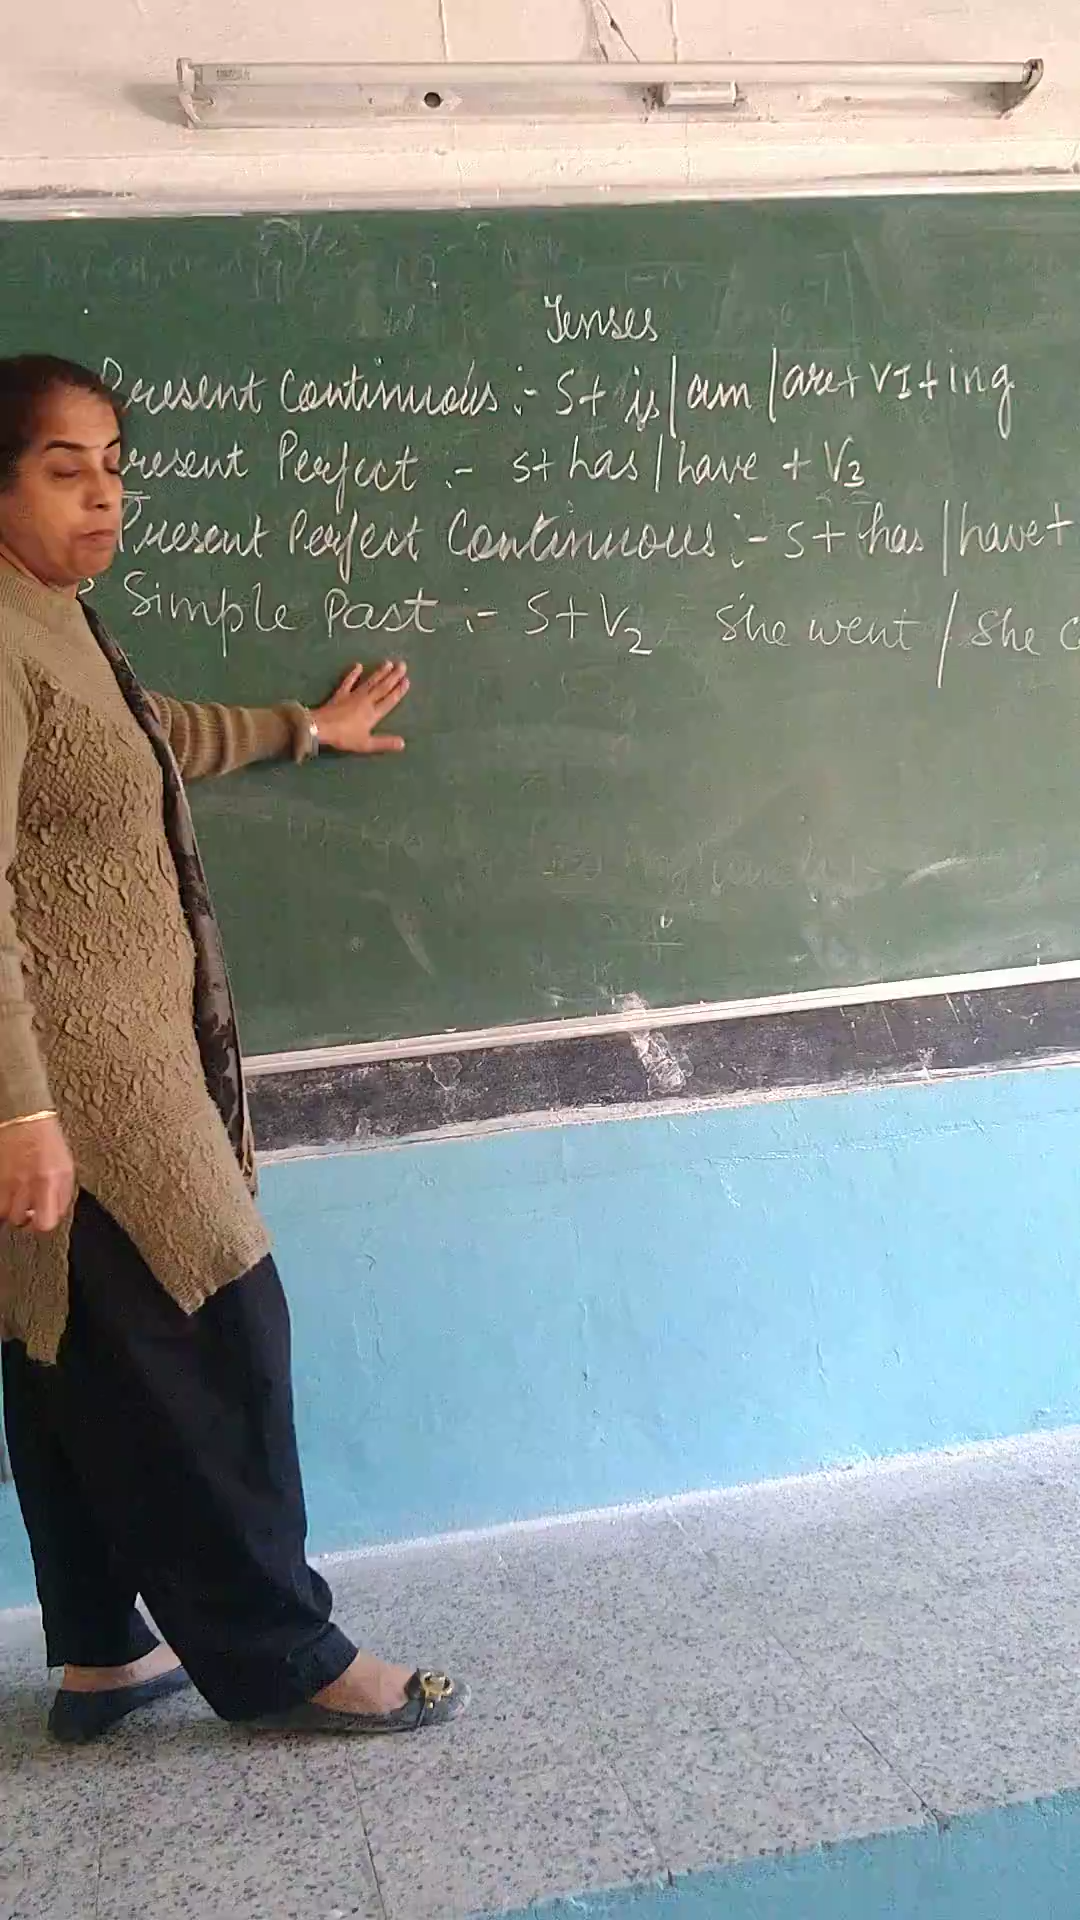 Tenses
Present Continuous :- S+ is/am/are+V1+ing
Present Perfect :- S+has/have + V3
Present Perfect Continuous :- S+ has/have+
Simple Past :- S+V2 She went / She